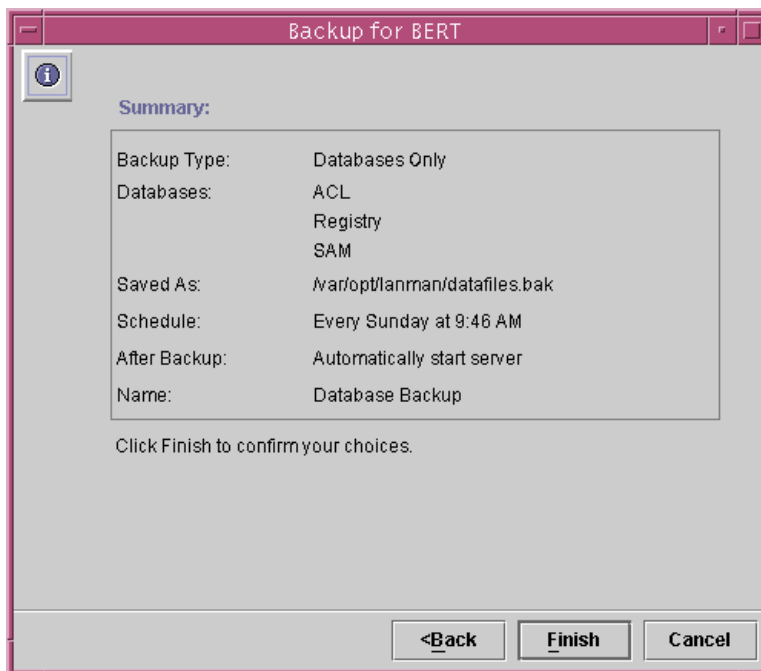 Backup for BERT
Summary:
Backup Type: Databases Only
Databases: ACL
Registry
SAM
Saved As: /var/opt/lanman/datafiles.bak
Schedule: Every Sunday at 9:46 AM
After Backup: Automatically start server
Name: Database Backup
Click Finish to confirm your choices.
<Back Finish Cancel